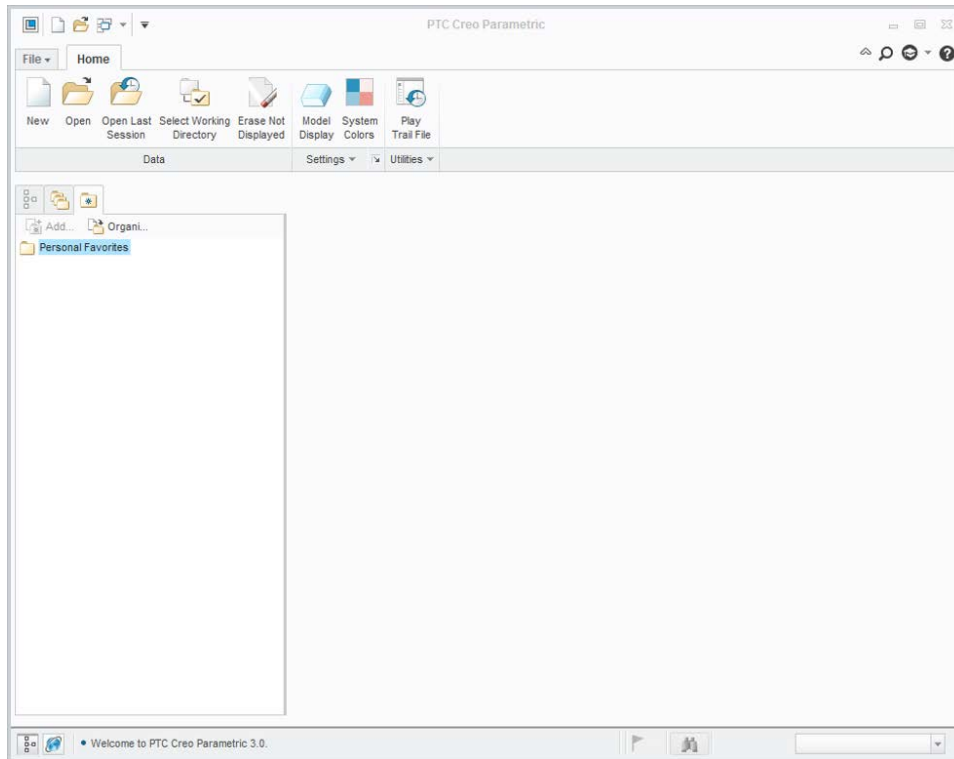 PTC Creo Parametric
File Home
New Open Open Last Select Working Erase Not Model System Play
Session Directory Displayed Display Colors Trail File
Data Settings Utilities
Add... Organi...
Personal Favorites
• Welcome to PTC Creo Parametric 3.0.